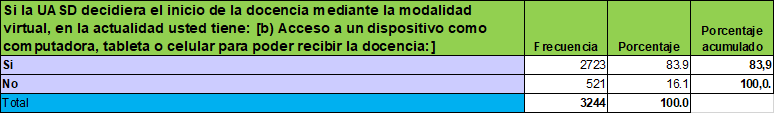 Si la UASD decidiera el inicio de la docencia mediante la modalidad
virtual, en la actualidad usted tiene: [b) Acceso a un dispositivo como
computadora, tableta o celular para poder recibir la docencia:]
Frecuencia Porcentaje Porcentaje
acumulado
Si 2723 83.9 83,9
No 521 16.1 100,0.
Total 3244 100.0